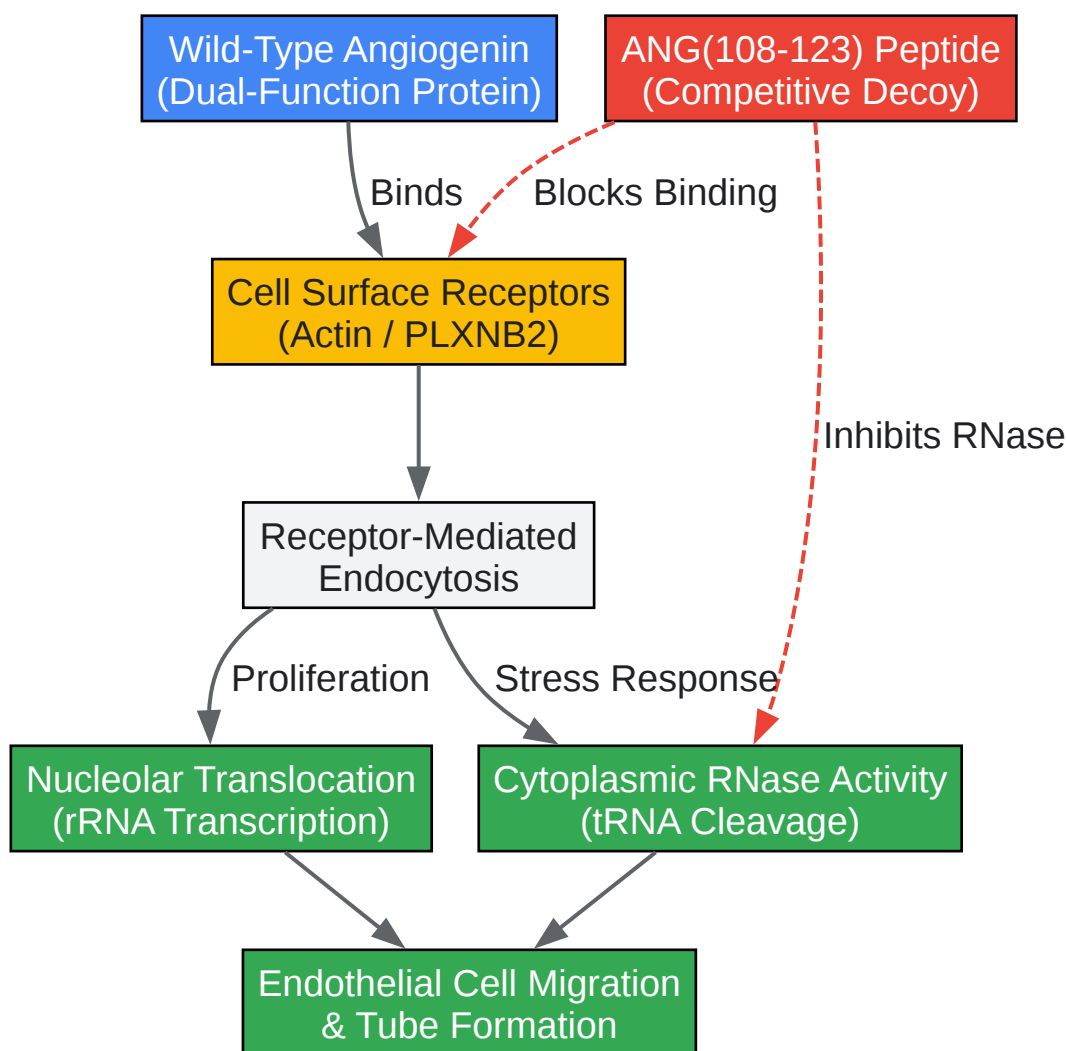 Wild-Type Angiogenin
(Dual-Function Protein)
ANG(108-123) Peptide
(Competitive Decoy)
Binds
Blocks Binding
Cell Surface Receptors
(Actin / PLXNB2)
Inhibits RNase
Receptor-Mediated
Endocytosis
Proliferation
Stress Response
Nucleolar Translocation
(rRNA Transcription)
Cytoplasmic RNase Activity
(tRNA Cleavage)
Endothelial Cell Migration
& Tube Formation